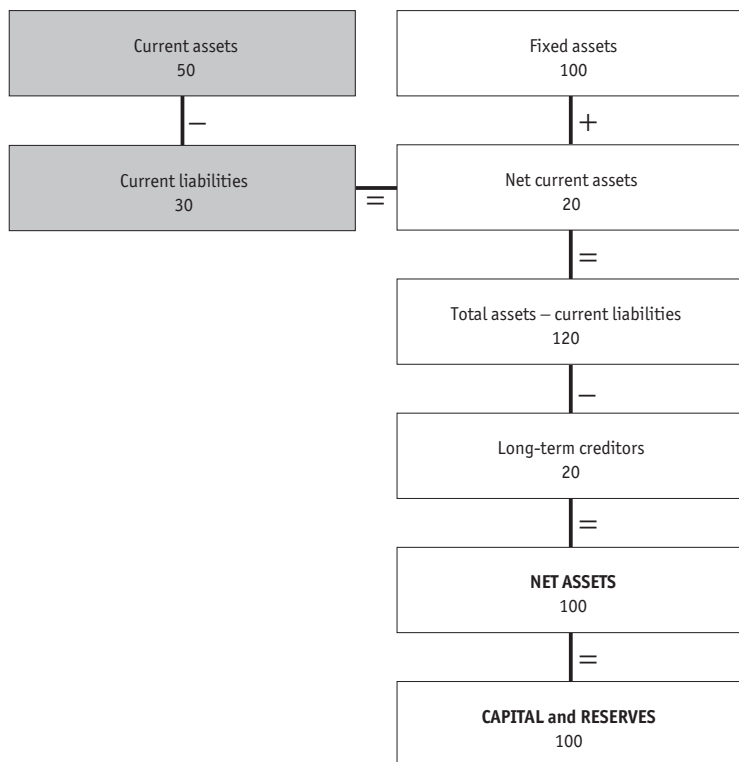 Current assets
50
Fixed assets
100
–
+
Current liabilities
30
=
Net current assets
20
=
Total assets – current liabilities
120
–
Long-term creditors
20
=
NET ASSETS
100
=
CAPITAL and RESERVES
100